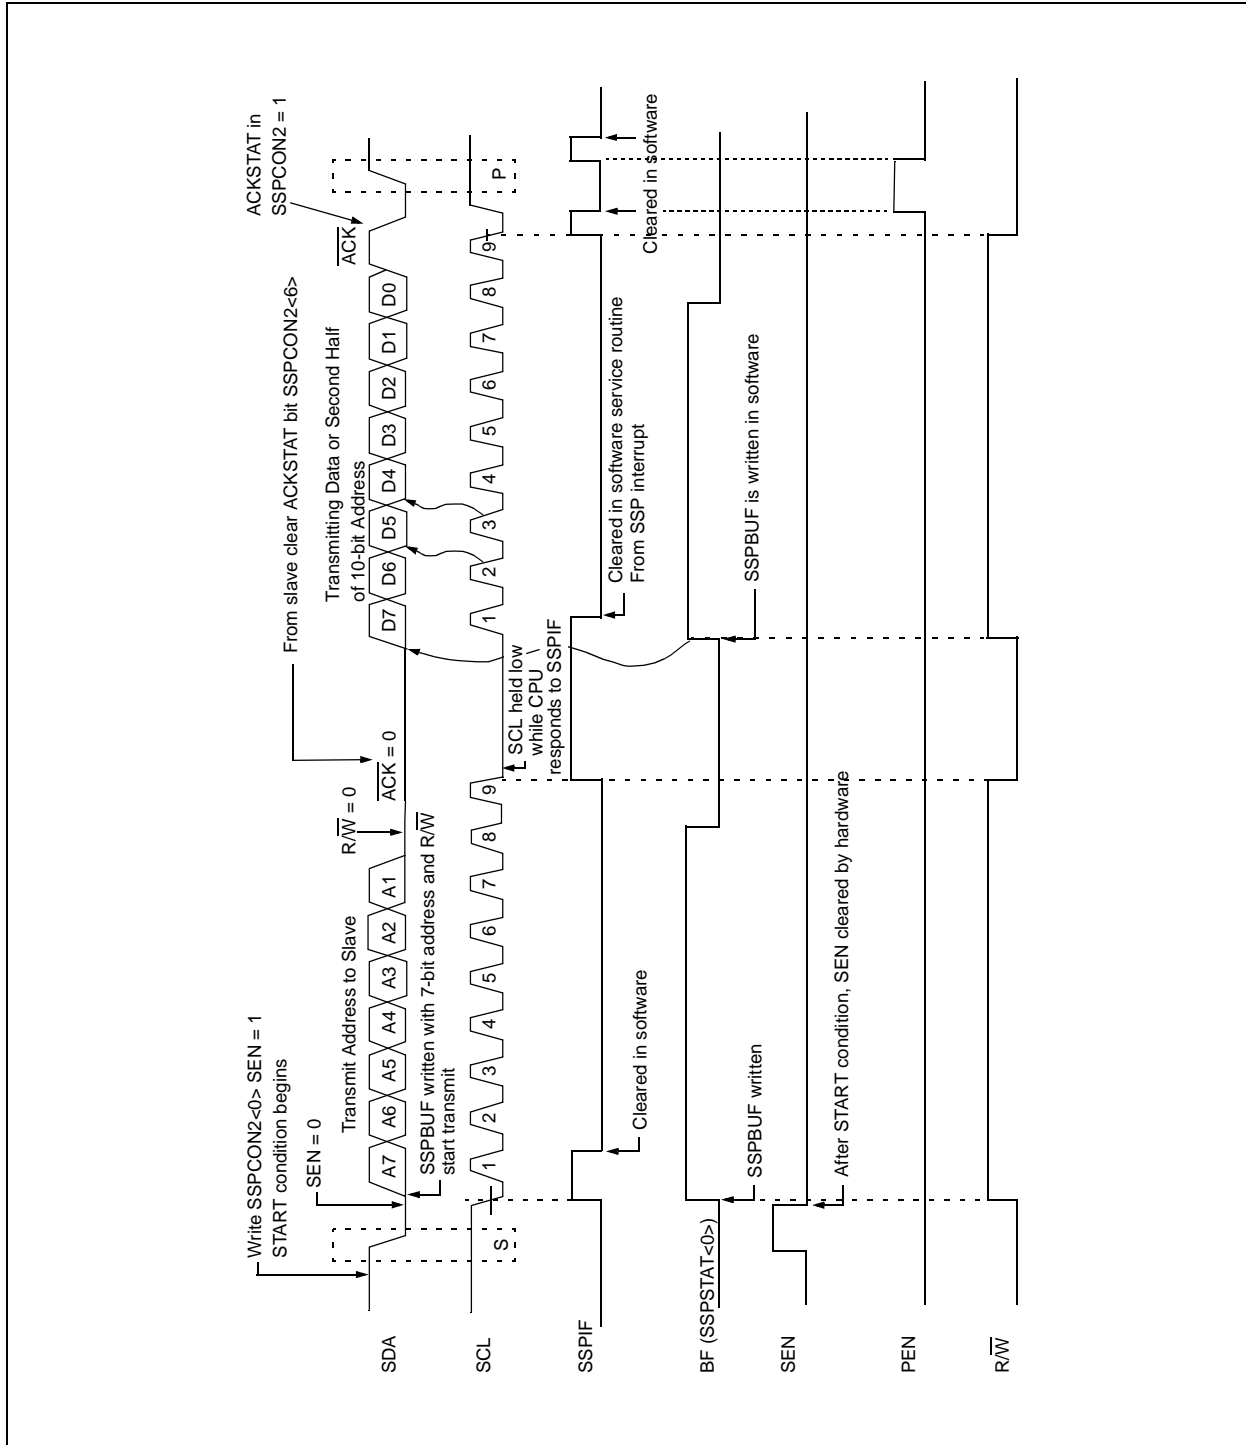 Write SSPCON2<0> SEN = 1
START condition begins
SEN = 0
Transmit Address to Slave
R/W = 0
From slave clear ACKSTAT bit SSPCON2<6>
Transmitting Data or Second Half
of 10-bit Address
ACKSTAT in
SSPCON2 = 1
ACK
SDA
A7 A6 A5 A4 A3 A2 A1
ACK = 0
D7 D6 D5 D4 D3 D2 D1 D0
SSPBUF written with 7-bit address and R/W
start transmit
SCL
S
1 2 3 4 5 6 7 8 9
1 2 3 4 5 6 7 8 9
P
SCL held low
while CPU
responds to SSPIF
SSPIF
Cleared in software
Cleared in software service routine
From SSP interrupt
Cleared in software
Cleared in software
BF (SSPSTAT<0>)
SSPBUF written
SSPBUF is written in software
SEN
After START condition, SEN cleared by hardware
PEN
R/W